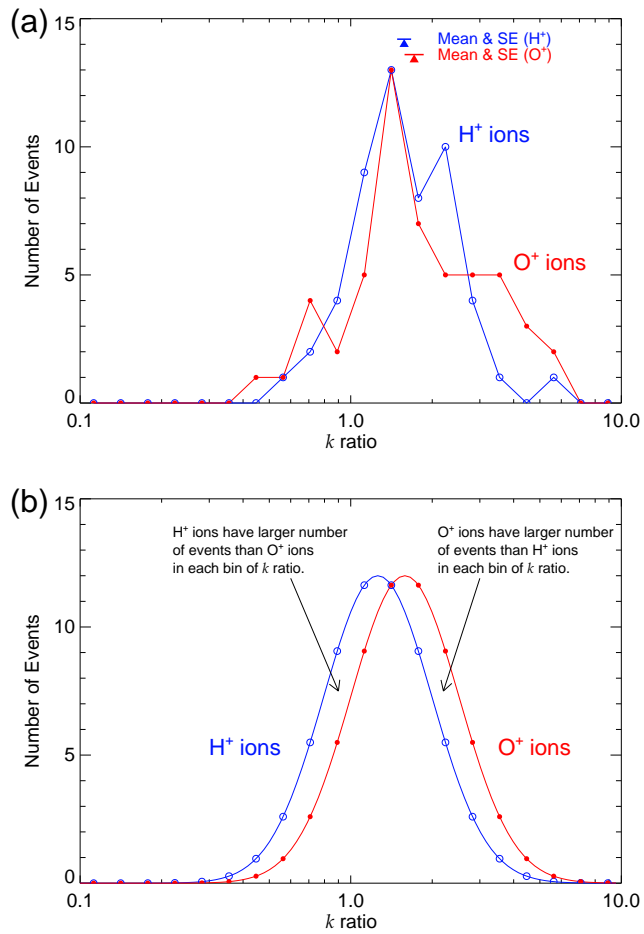 (a)
15
10
5
0
Number of Events
Mean & SE (H⁺)
Mean & SE (O⁺)
H⁺ ions
O⁺ ions
0.1
1.0
10.0
k ratio
(b)
15
10
5
0
Number of Events
H⁺ ions have larger number
of events than O⁺ ions
in each bin of k ratio.
O⁺ ions have larger number
of events than H⁺ ions
in each bin of k ratio.
H⁺ ions
O⁺ ions
0.1
1.0
10.0
k ratio